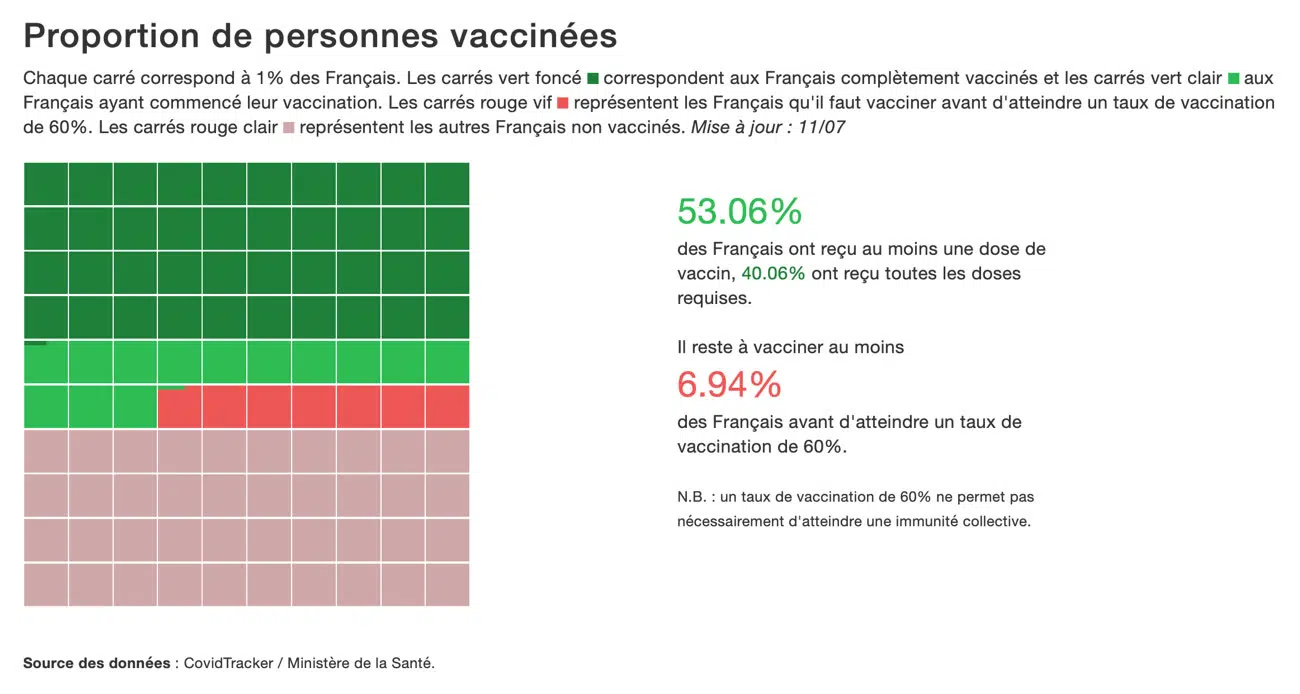 Proportion de personnes vaccinées
Chaque carré correspond à 1% des Français. Les carrés vert foncé correspondent aux Français complètement vaccinés et les carrés vert clair aux
Français ayant commencé leur vaccination. Les carrés rouge vif représentent les Français qu'il faut vacciner avant d'atteindre un taux de vaccination
de 60%. Les carrés rouge clair représentent les autres Français non vaccinés. Mise à jour : 11/07
53.06%
des Français ont reçu au moins une dose de
vaccin, 40.06% ont reçu toutes les doses
requises.
Il reste à vacciner au moins
6.94%
des Français avant d'atteindre un taux de
vaccination de 60%.
N.B. : un taux de vaccination de 60% ne permet pas
nécessairement d'atteindre une immunité collective.
Source des données : CovidTracker / Ministère de la Santé.